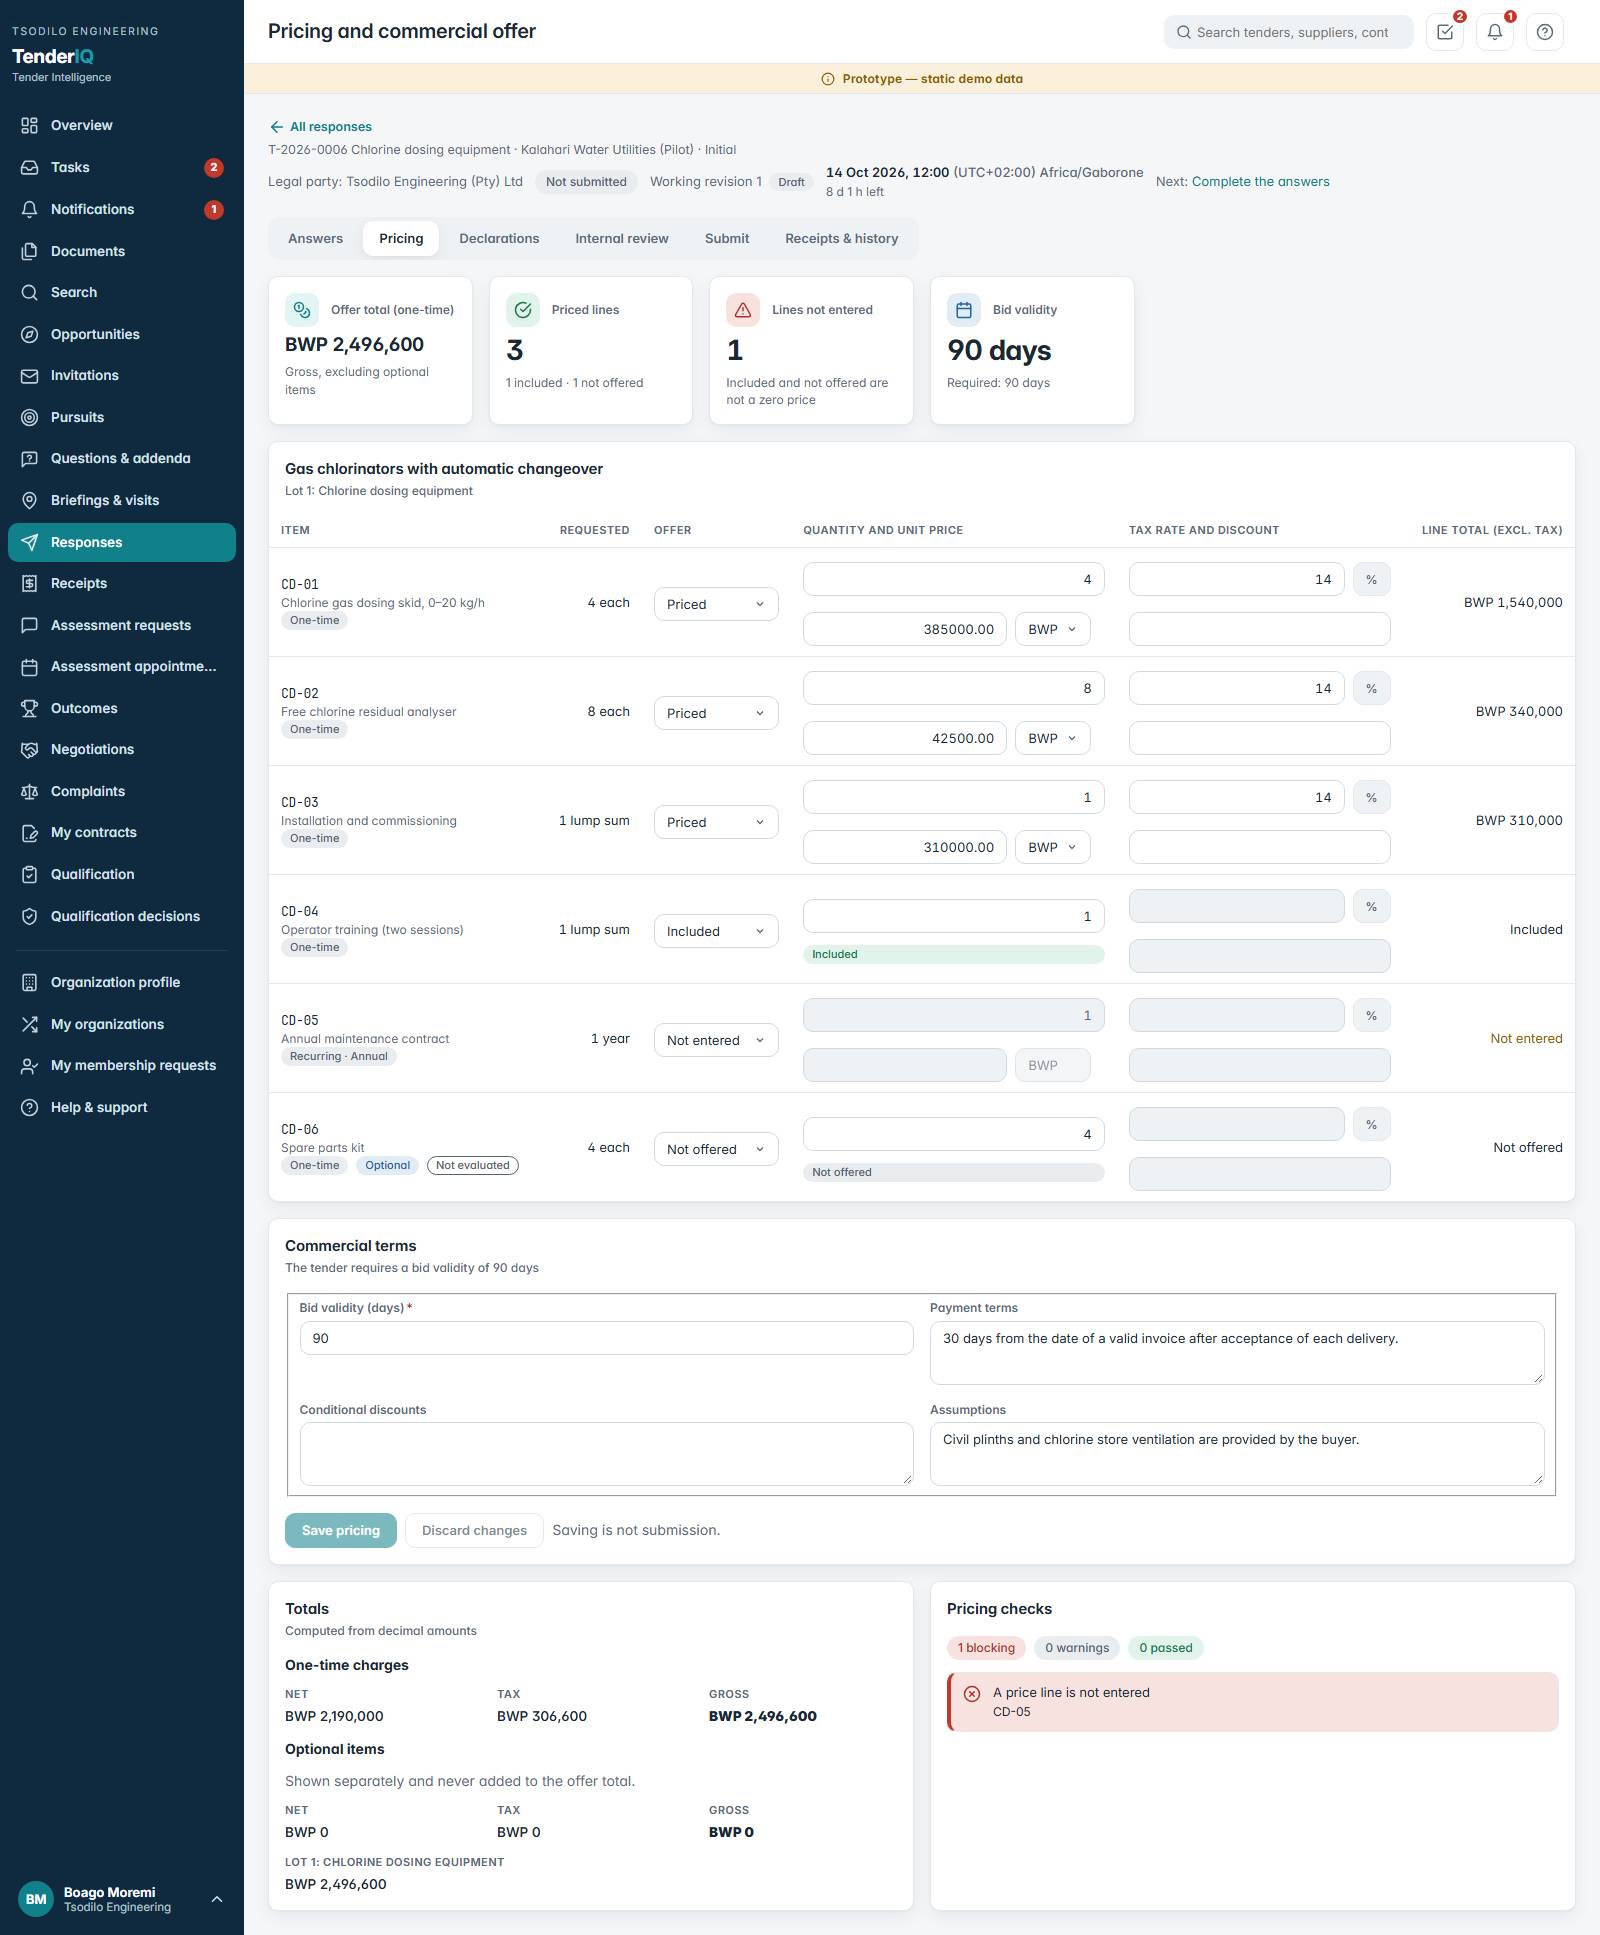 TSODILO ENGINEERING
TenderIQ
Tender Intelligence
Overview
Tasks 2
Notifications 1
Documents
Search
Opportunities
Invitations
Pursuits
Questions & addenda
Briefings & visits
Responses
Receipts
Assessment requests
Assessment appointme...
Outcomes
Negotiations
Complaints
My contracts
Qualification
Qualification decisions
Organization profile
My organizations
My membership requests
Help & support
BM
Boago Moremi
Tsodilo Engineering
Pricing and commercial offer
Search tenders, suppliers, cont
2
1
Prototype — static demo data
All responses
T-2026-0006 Chlorine dosing equipment · Kalahari Water Utilities (Pilot) · Initial
Legal party: Tsodilo Engineering (Pty) Ltd Not submitted Working revision 1 Draft 14 Oct 2026, 12:00 (UTC+02:00) Africa/Gaborone Next: Complete the answers
8 d 1 h left
Answers Pricing Declarations Internal review Submit Receipts & history
Offer total (one-time)
BWP 2,496,600
Gross, excluding optional
items
Priced lines
3
1 included · 1 not offered
Lines not entered
1
Included and not offered are
not a zero price
Bid validity
90 days
Required: 90 days
Gas chlorinators with automatic changeover
Lot 1: Chlorine dosing equipment
ITEM REQUESTED OFFER QUANTITY AND UNIT PRICE TAX RATE AND DISCOUNT LINE TOTAL (EXCL. TAX)
CD-01
Chlorine gas dosing skid, 0–20 kg/h
One-time
4 each
Priced
4
385000.00 BWP
14 %
BWP 1,540,000
CD-02
Free chlorine residual analyser
One-time
8 each
Priced
8
42500.00 BWP
14 %
BWP 340,000
CD-03
Installation and commissioning
One-time
1 lump sum
Priced
1
310000.00 BWP
14 %
BWP 310,000
CD-04
Operator training (two sessions)
One-time
1 lump sum
Included
1
Included
%
Included
CD-05
Annual maintenance contract
Recurring · Annual
1 year
Not entered
1
BWP
%
Not entered
CD-06
Spare parts kit
One-time Optional Not evaluated
4 each
Not offered
4
Not offered
%
Not offered
Commercial terms
The tender requires a bid validity of 90 days
Bid validity (days) *
90
Payment terms
30 days from the date of a valid invoice after acceptance of each delivery.
Conditional discounts
Assumptions
Civil plinths and chlorine store ventilation are provided by the buyer.
Save pricing Discard changes Saving is not submission.
Totals
Computed from decimal amounts
One-time charges
NET TAX GROSS
BWP 2,190,000 BWP 306,600 BWP 2,496,600
Optional items
Shown separately and never added to the offer total.
NET TAX GROSS
BWP 0 BWP 0 BWP 0
LOT 1: CHLORINE DOSING EQUIPMENT
BWP 2,496,600
Pricing checks
1 blocking 0 warnings 0 passed
A price line is not entered
CD-05